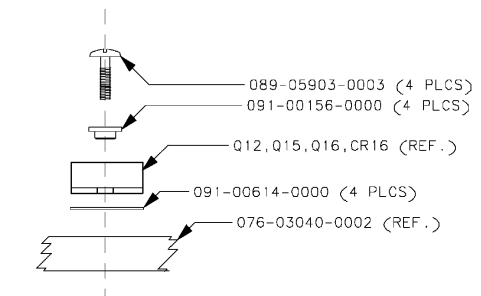 089-05903-0003 (4 PLCS)
091-00156-0000 (4 PLCS)
Q12,Q15,Q16,CR16 (REF.)
091-00614-0000 (4 PLCS)
076-03040-0002 (REF.)